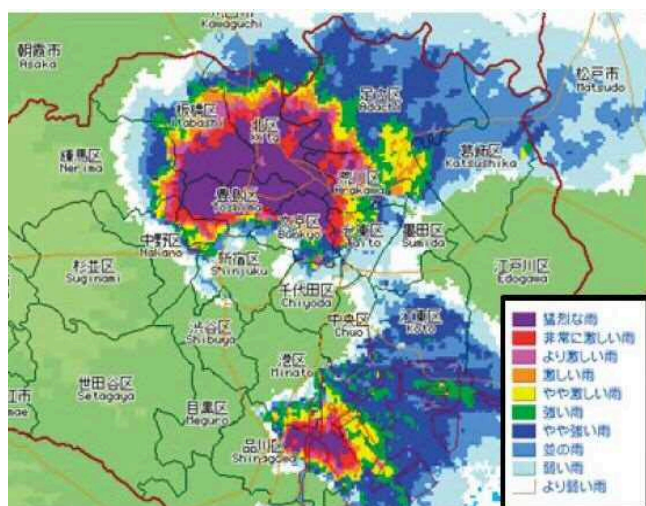 朝霞市
Asaka
川口市
Kawaguchi
足立区
Adachi
松戸市
Matsudo
板橋区
Itabashi
北区
Kita
葛飾区
Katsushika
練馬区
Nerima
荒川区
Arakawa
豊島区
Toshima
文京区
Bunkyo
台東区
Taito
墨田区
Sumida
中野区
Nakano
杉並区
Suginami
新宿区
Shinjuku
江戸川区
Edogawa
千代田区
Chiyoda
中央区
Chuo
江東区
Koto
渋谷区
Shibuya
港区
Minato
世田谷区
Setagaya
目黒区
Meguro
品川区
Shinagawa
江市
mae
猛烈な雨
非常に激しい雨
より激しい雨
激しい雨
やや激しい雨
強い雨
やや強い雨
並の雨
弱い雨
より弱い雨